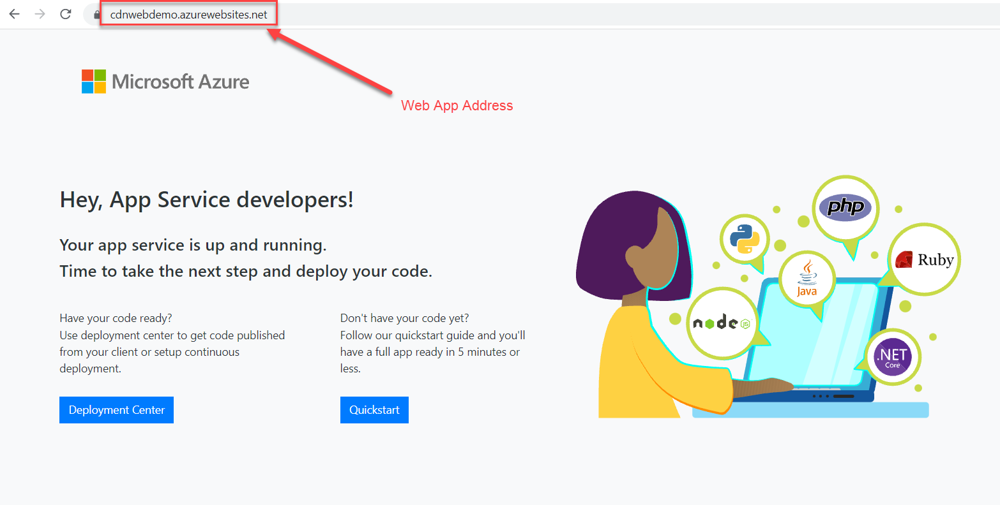 cdnwebdemo.azurewebsites.net
Microsoft Azure
Web App Address
Hey, App Service developers!
Your app service is up and running.
Time to take the next step and deploy your code.
Have your code ready?
Use deployment center to get code published
from your client or setup continuous
deployment.
Deployment Center
Don't have your code yet?
Follow our quickstart guide and you'll
have a full app ready in 5 minutes or
less.
Quickstart
php
Ruby
Java
node
JS
.NET
Core